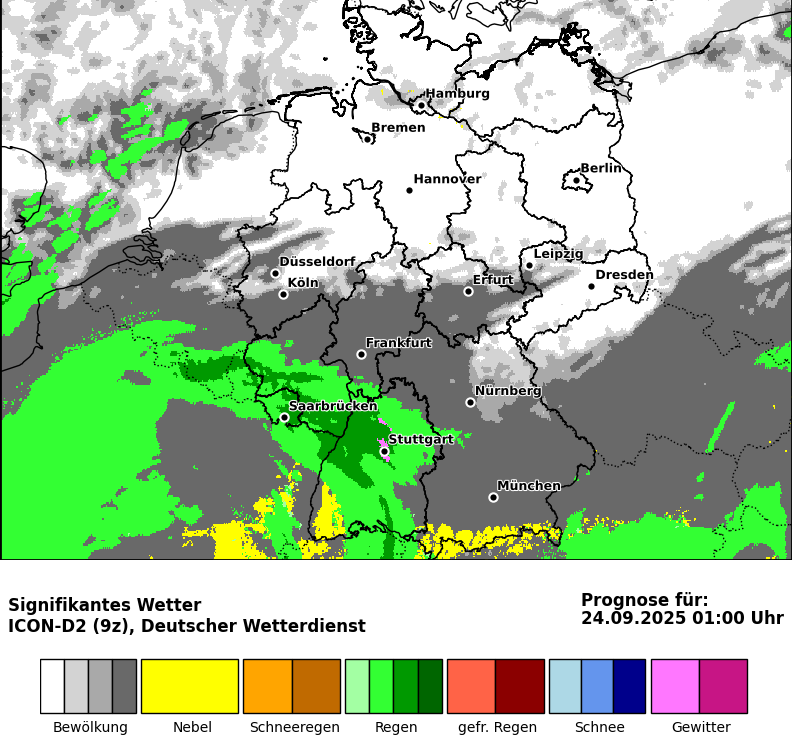 Hamburg
Bremen
Berlin
Hannover
Leipzig
Düsseldorf
Dresden
Köln
Erfurt
Frankfurt
Nürnberg
Saarbrücken
Stuttgart
München
Signifikantes Wetter
ICON-D2 (9z), Deutscher Wetterdienst
Prognose für:
24.09.2025 01:00 Uhr
Bewölkung Nebel Schneeregen Regen gefr. Regen Schnee Gewitter